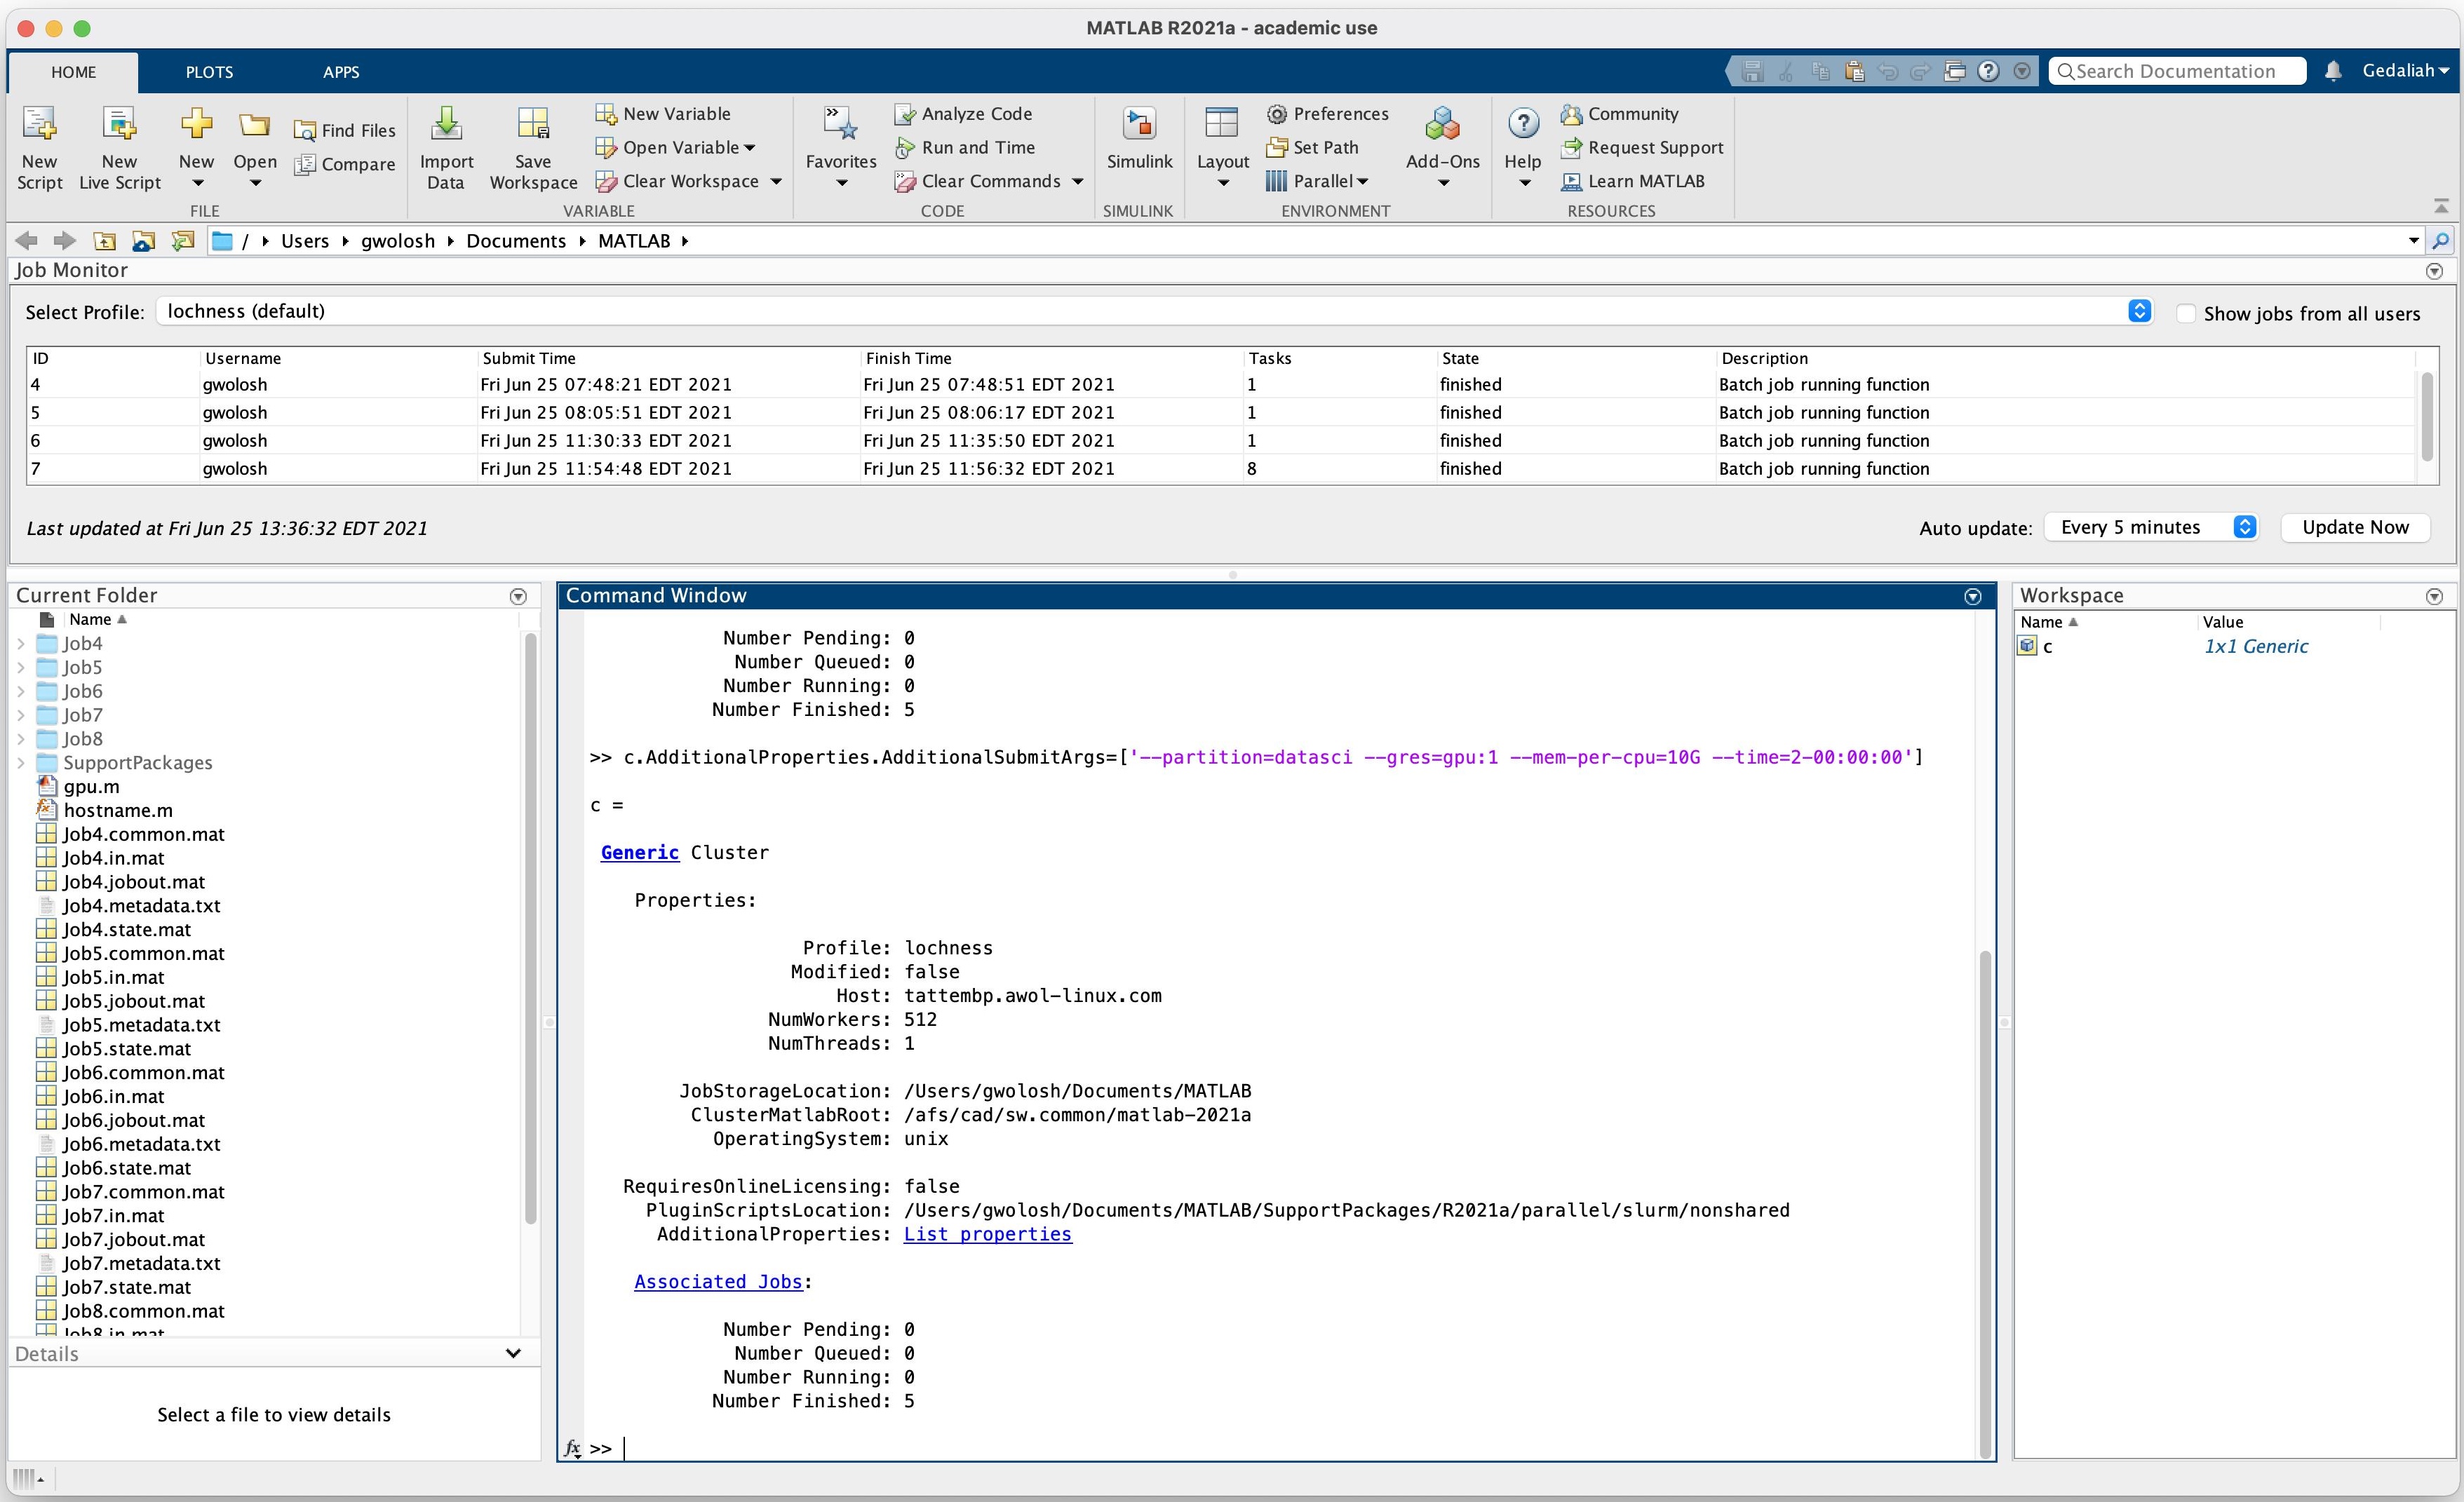 MATLAB R2021a - academic use
HOME PLOTS APPS
Search Documentation
Gedaliah
New Script
New Live Script
New
Open
Find Files
Compare
FILE
Import Data
Save Workspace
New Variable
Open Variable
Clear Workspace
VARIABLE
Favorites
Analyze Code
Run and Time
Clear Commands
CODE
Simulink
SIMULINK
Layout
Preferences
Set Path
Parallel
Add-Ons
ENVIRONMENT
Help
Community
Request Support
Learn MATLAB
RESOURCES
/ Users gwolosh Documents MATLAB
Job Monitor
Select Profile: lochness (default)
Show jobs from all users
ID Username Submit Time Finish Time Tasks State Description
4 gwolosh Fri Jun 25 07:48:21 EDT 2021 Fri Jun 25 07:48:51 EDT 2021 1 finished Batch job running function
5 gwolosh Fri Jun 25 08:05:51 EDT 2021 Fri Jun 25 08:06:17 EDT 2021 1 finished Batch job running function
6 gwolosh Fri Jun 25 11:30:33 EDT 2021 Fri Jun 25 11:35:50 EDT 2021 1 finished Batch job running function
7 gwolosh Fri Jun 25 11:54:48 EDT 2021 Fri Jun 25 11:56:32 EDT 2021 8 finished Batch job running function
Last updated at Fri Jun 25 13:36:32 EDT 2021
Auto update: Every 5 minutes Update Now
Current Folder
Name
Job4
Job5
Job6
Job7
Job8
SupportPackages
gpu.m
hostname.m
Job4.common.mat
Job4.in.mat
Job4.jobout.mat
Job4.metadata.txt
Job4.state.mat
Job5.common.mat
Job5.in.mat
Job5.jobout.mat
Job5.metadata.txt
Job5.state.mat
Job6.common.mat
Job6.in.mat
Job6.jobout.mat
Job6.metadata.txt
Job6.state.mat
Job7.common.mat
Job7.in.mat
Job7.jobout.mat
Job7.metadata.txt
Job7.state.mat
Job8.common.mat
Job8.in.mat
Details
Select a file to view details
Command Window
Number Pending: 0
Number Queued: 0
Number Running: 0
Number Finished: 5
>> c.AdditionalProperties.AdditionalSubmitArgs=['--partition=datasci --gres=gpu:1 --mem-per-cpu=10G --time=2-00:00:00']
c =
Generic Cluster
Properties:
Profile: lochness
Modified: false
Host: tattembp.awol-linux.com
NumWorkers: 512
NumThreads: 1
JobStorageLocation: /Users/gwolosh/Documents/MATLAB
ClusterMatlabRoot: /afs/cad/sw.common/matlab-2021a
OperatingSystem: unix
RequiresOnlineLicensing: false
PluginScriptsLocation: /Users/gwolosh/Documents/MATLAB/SupportPackages/R2021a/parallel/slurm/nonshared
AdditionalProperties: List properties
Associated Jobs:
Number Pending: 0
Number Queued: 0
Number Running: 0
Number Finished: 5
fx >>
Workspace
Name Value
c 1x1 Generic